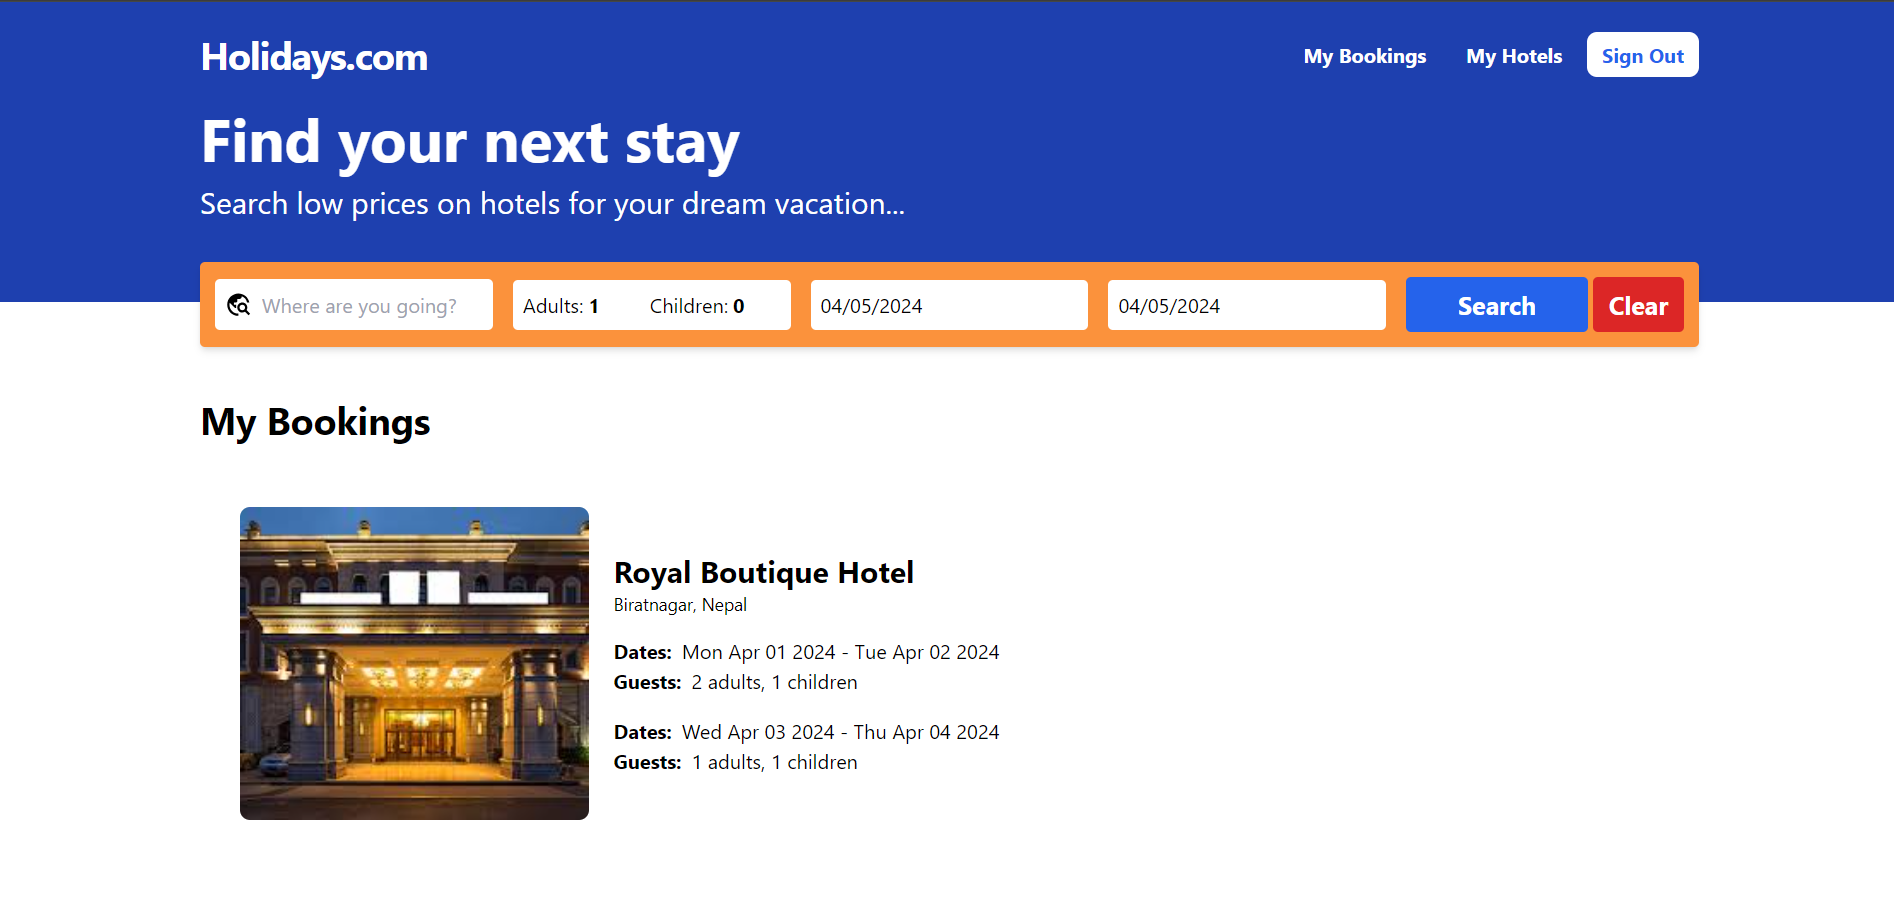 Holidays.com
My Bookings My Hotels Sign Out
Find your next stay
Search low prices on hotels for your dream vacation...
Where are you going? Adults: 1 Children: 0 04/05/2024 04/05/2024 Search Clear
My Bookings
Royal Boutique Hotel
Biratnagar, Nepal
Dates: Mon Apr 01 2024 - Tue Apr 02 2024
Guests: 2 adults, 1 children
Dates: Wed Apr 03 2024 - Thu Apr 04 2024
Guests: 1 adults, 1 children